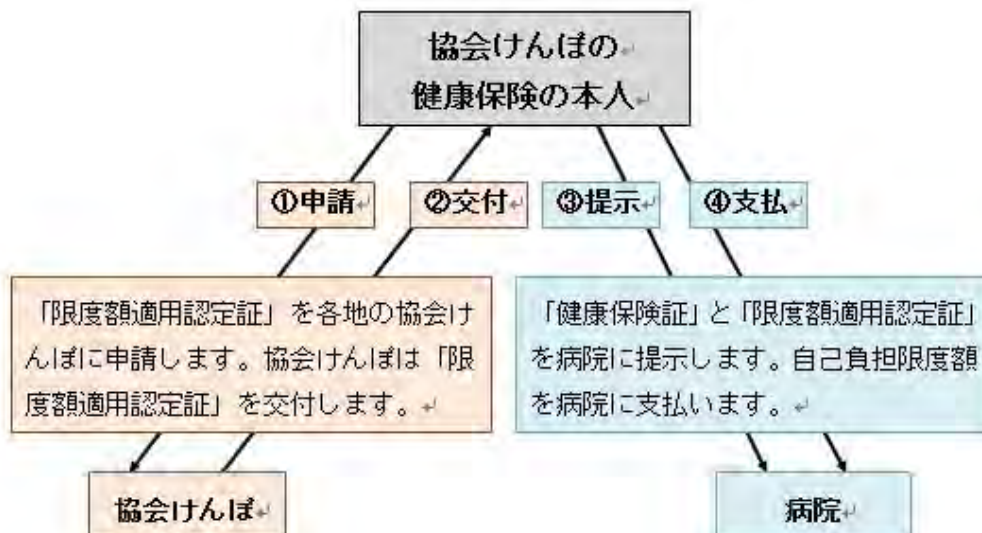 協会けんぽの
健康保険の本人
①申請
②交付
③提示
④支払
「限度額適用認定証」を各地の協会け
んぽに申請します。協会けんぽは「限
度額適用認定証」を交付します。
「健康保険証」と「限度額適用認定証」
を病院に提示します。自己負担限度額
を病院に支払います。
協会けんぽ
病院